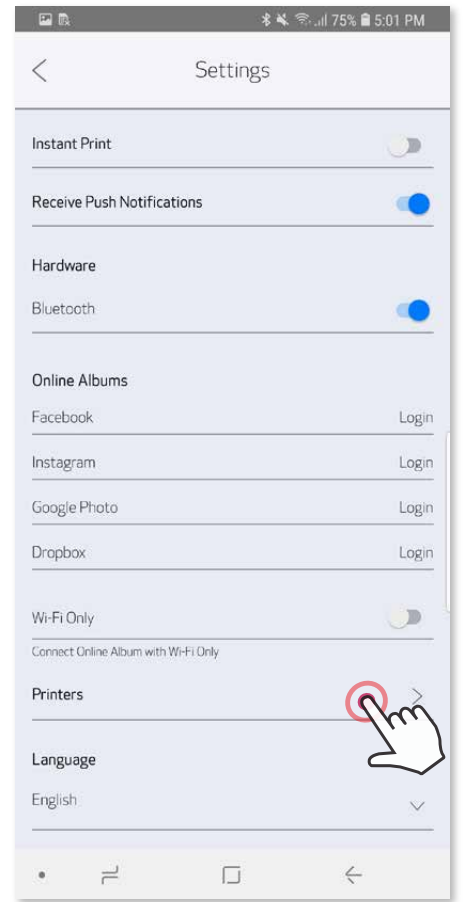 75% 5:01 PM
Settings
Instant Print
Receive Push Notifications
Hardware
Bluetooth
Online Albums
Facebook Login
Instagram Login
Google Photo Login
Dropbox Login
Wi-Fi Only
Connect Online Album with Wi-Fi Only
Printers
Language
English